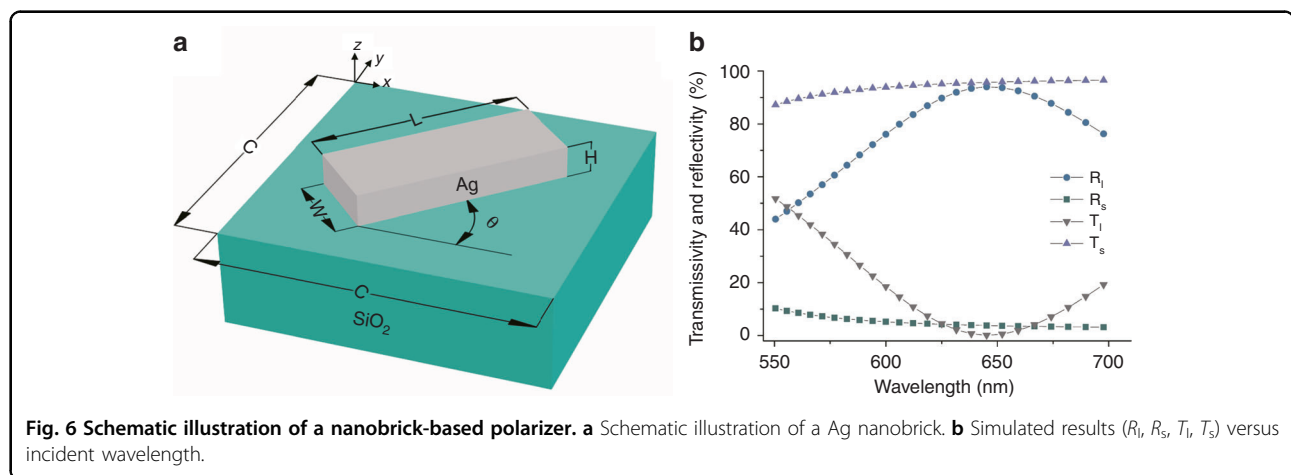 a
z
y
x
C
L
H
Ag
W
θ
C
SiO₂
b
Transmissivity and reflectivity (%)
100
80
60
40
20
0
550
600
650
700
Wavelength (nm)
Rₗ
Rₛ
Tₗ
Tₛ
Fig. 6 Schematic illustration of a nanobrick-based polarizer. a Schematic illustration of a Ag nanobrick. b Simulated results (Rₗ, Rₛ, Tₗ, Tₛ) versus
incident wavelength.